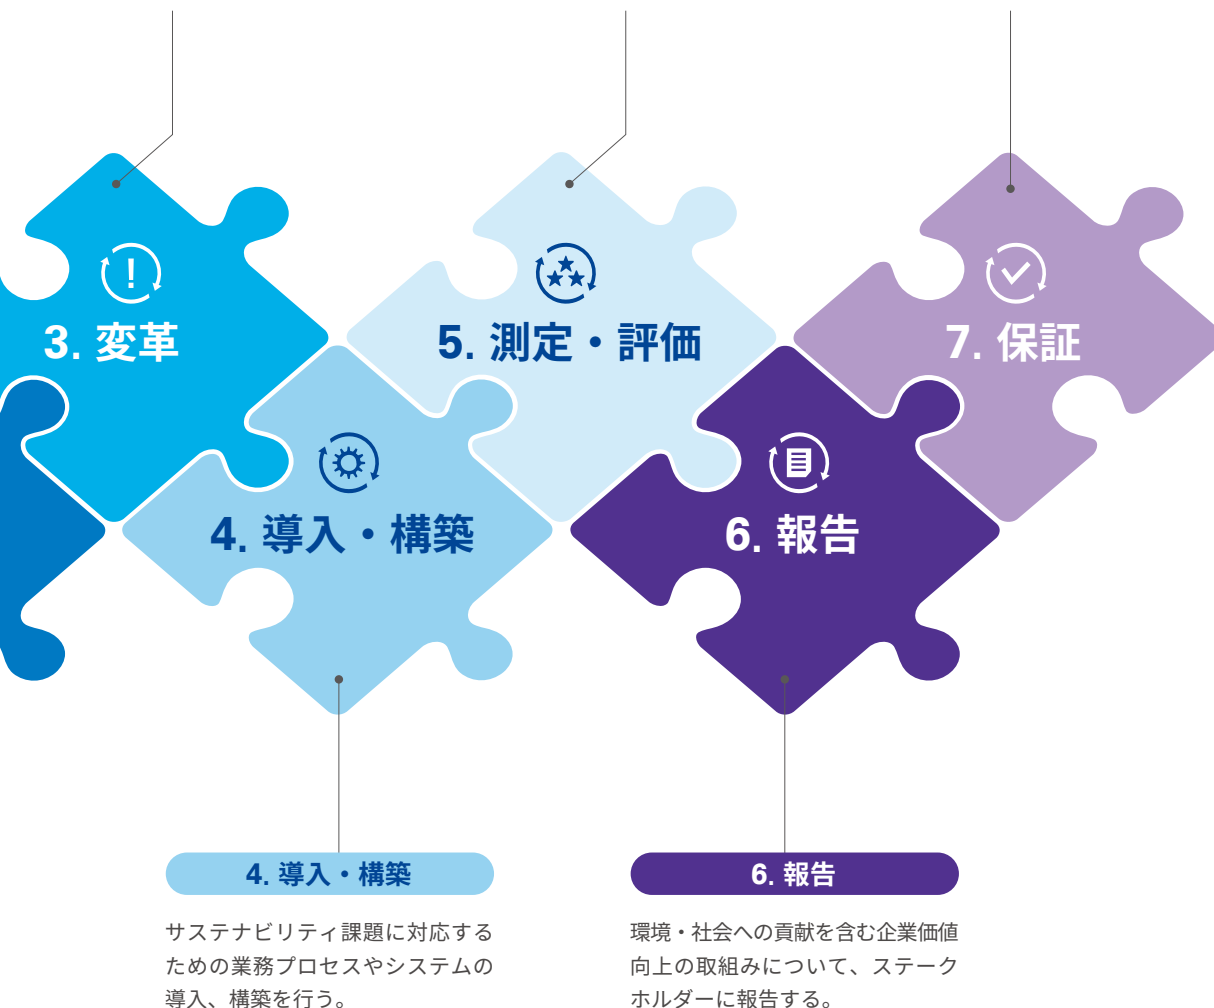 3. 変革
5. 測定・評価
7. 保証
4. 導入・構築
6. 報告
4. 導入・構築
サステナビリティ課題に対応する
ための業務プロセスやシステムの
導入、構築を行う。
6. 報告
環境・社会への貢献を含む企業価値
向上の取組みについて、ステーク
ホルダーに報告する。